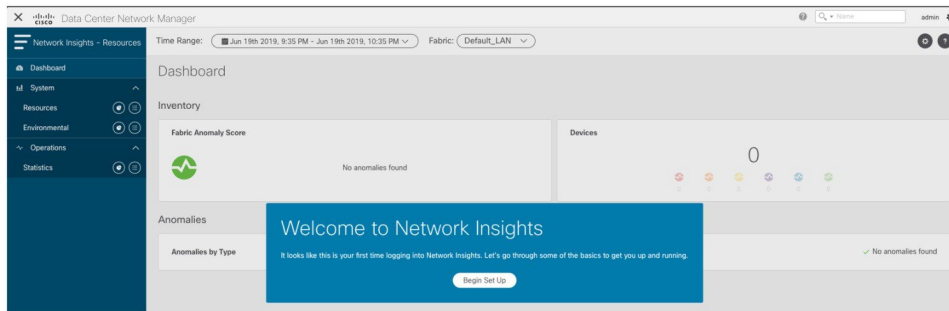 cisco Data Center Network Manager
Name
admin
Network Insights - Resources
Time Range: Jun 19th 2019, 9:35 PM - Jun 19th 2019, 10:35 PM
Fabric: Default_LAN
?
Dashboard
System
Resources
Environmental
Operations
Statistics
Dashboard
Inventory
Fabric Anomaly Score
No anomalies found
Devices
0
Anomalies
Anomalies by Type
No anomalies found
Welcome to Network Insights
It looks like this is your first time logging into Network Insights. Let's go through some of the basics to get you up and running.
Begin Set Up